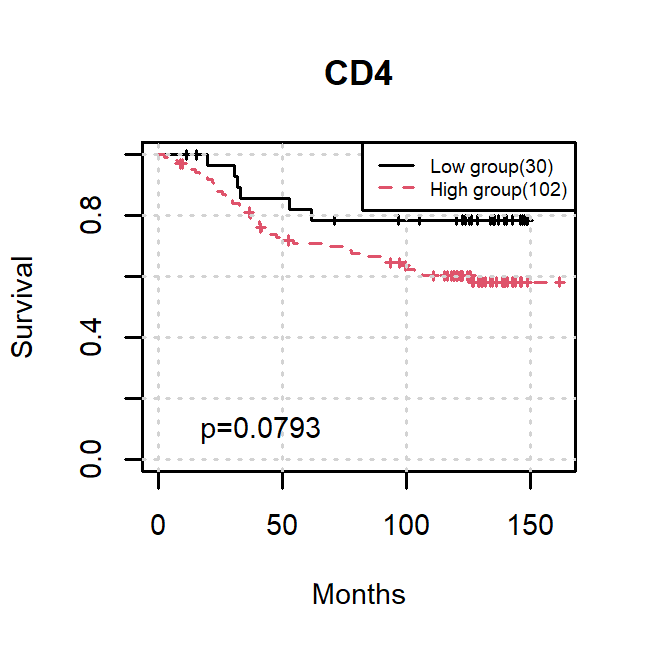 CD4
Low group(30)
High group(102)
Survival
0.0
0.4
0.8
p=0.0793
0
50
100
150
Months